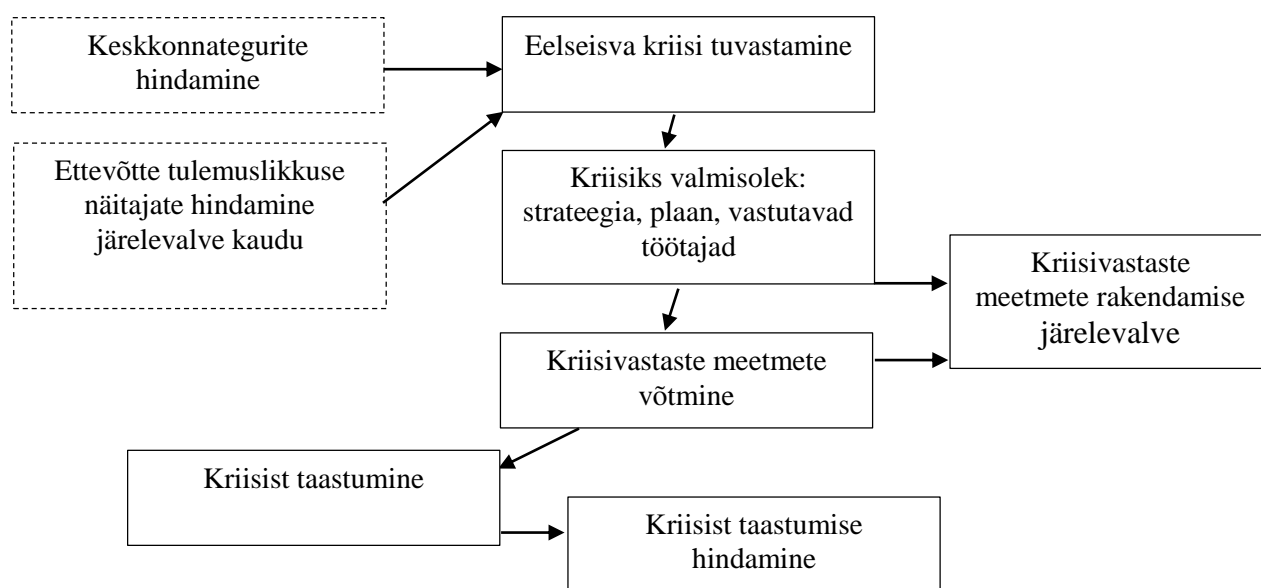 Keskkonnategurite
hindamine
Eelseisva kriisi tuvastamine
Ettevõtte tulemuslikkuse
näitajate hindamine
järelevalve kaudu
Kriisiks valmisolek:
strateegia, plaan, vastutavad
töötajad
Kriisivastaste
meetmete rakendamise
järelevalve
Kriisivastaste meetmete
võtmine
Kriisist taastumine
Kriisist taastumise
hindamine